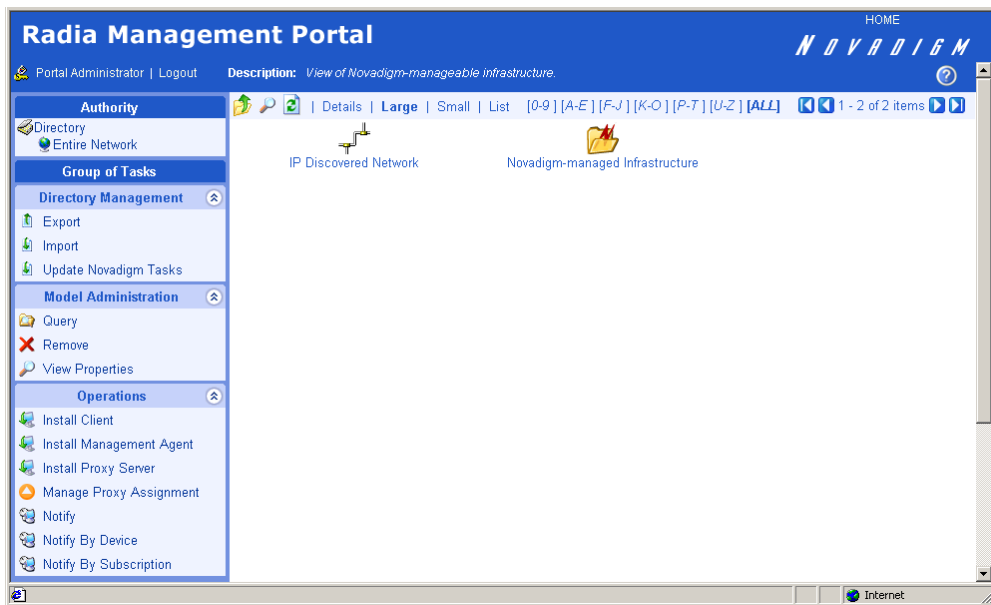 Radia Management Portal
HOME
NOVADIGM
Portal Administrator | Logout
Description: View of Novadigm-manageable infrastructure.
Authority
Directory
Entire Network
| Details | Large | Small | List [0-9 ] [A-E ] [F-J ] [K-O ] [P-T ] [U-Z ] [ALL] 1 - 2 of 2 items
IP Discovered Network
Novadigm-managed Infrastructure
Group of Tasks
Directory Management
Export
Import
Update Novadigm Tasks
Model Administration
Query
Remove
View Properties
Operations
Install Client
Install Management Agent
Install Proxy Server
Manage Proxy Assignment
Notify
Notify By Device
Notify By Subscription
Internet